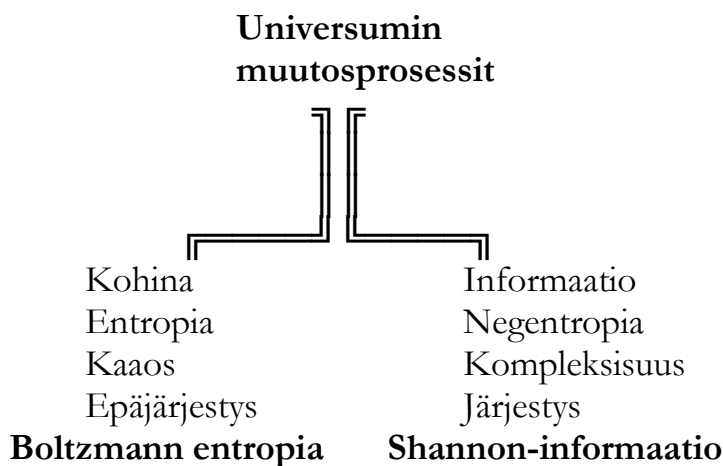 Universumin
muutosprosessit
Kohina Informaatio
Entropia Negentropia
Kaaos Kompleksisuus
Epäjärjestys Järjestys
Boltzmann entropia Shannon-informaatio